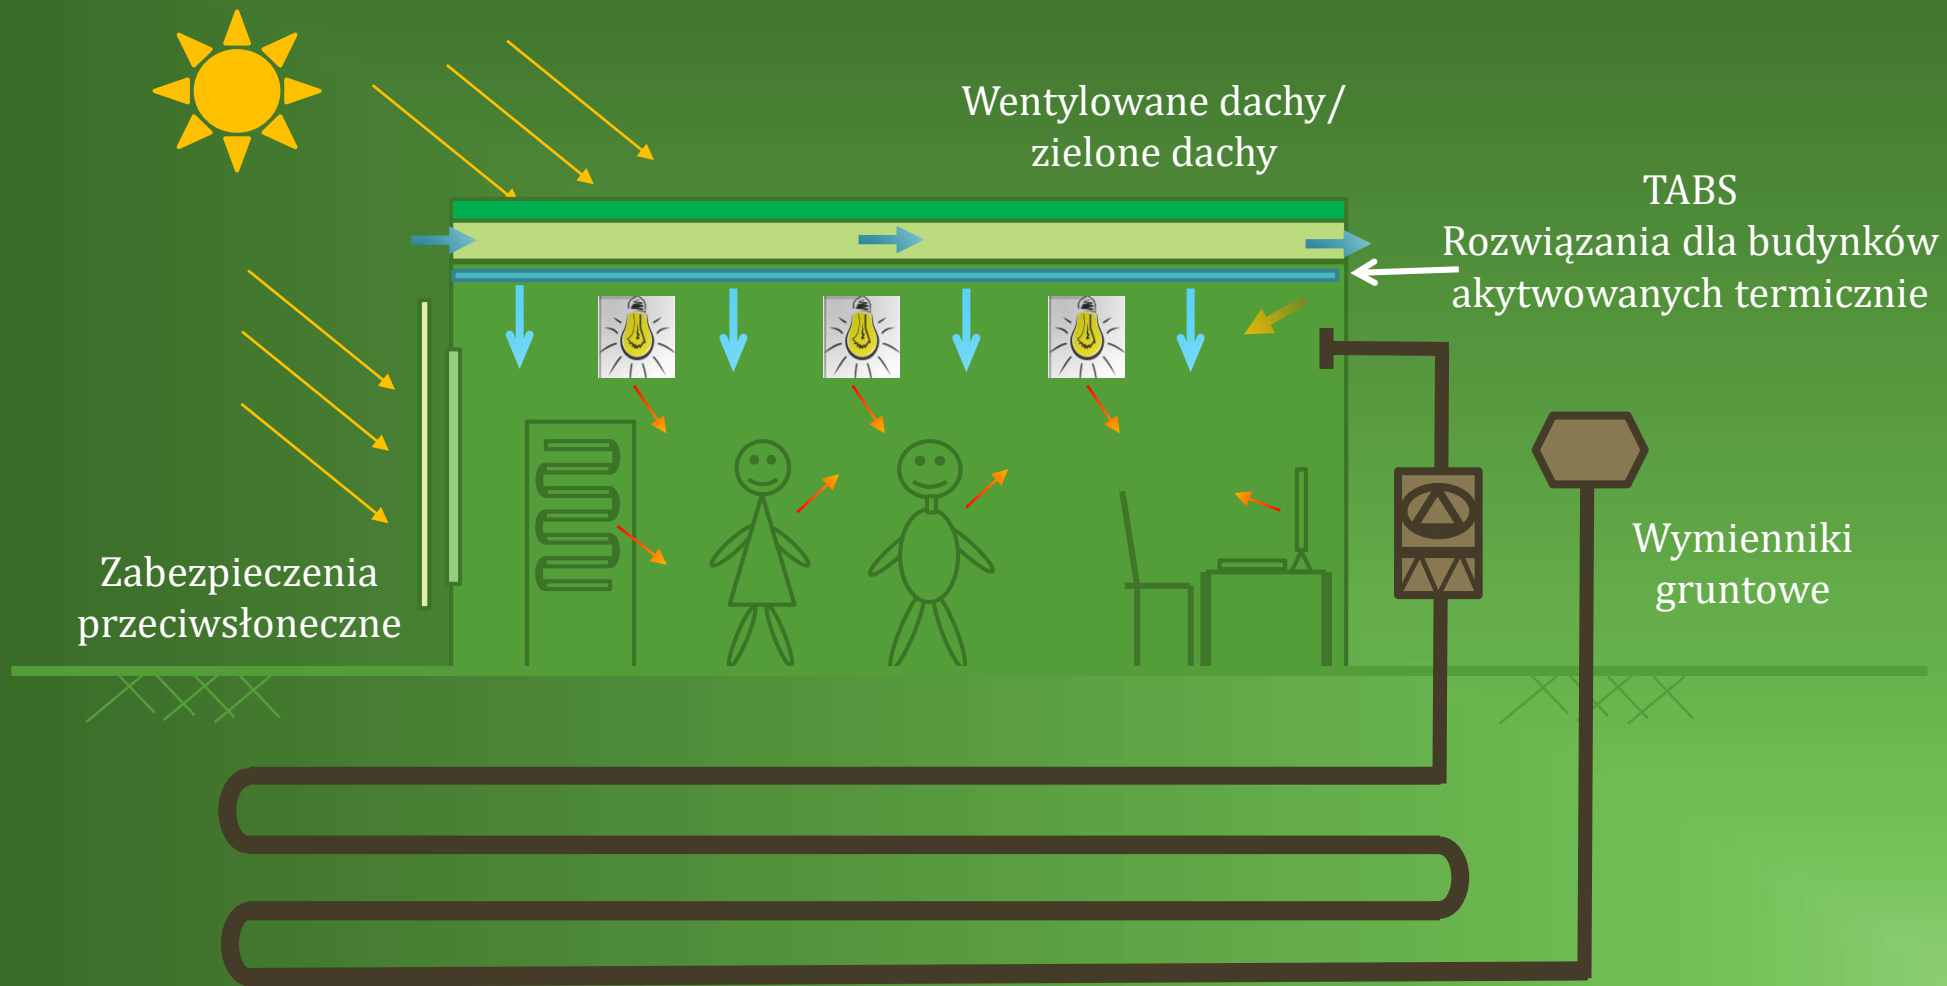 Wentylowane dachy/
zielone dachy
TABS
Rozwiązania dla budynków
akytwowanych termicznie
Zabezpieczenia
przeciwsłoneczne
Wymienniki
gruntowe